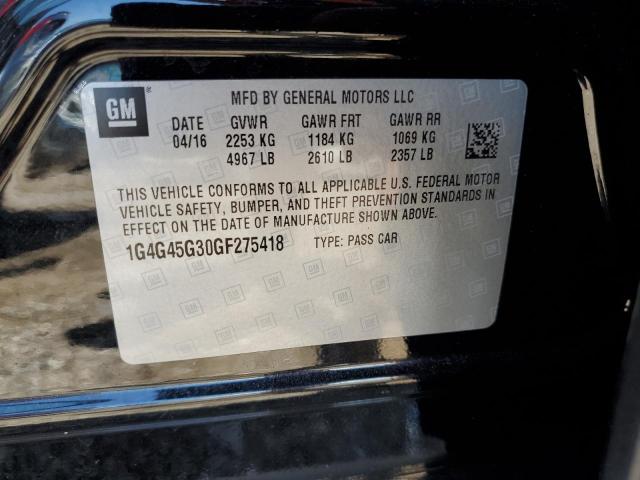 GM ®
MFD BY GENERAL MOTORS LLC
DATE GVWR GAWR FRT GAWR RR
04/16 2253 KG 1184 KG 1069 KG
4967 LB 2610 LB 2357 LB
THIS VEHICLE CONFORMS TO ALL APPLICABLE U.S. FEDERAL MOTOR
VEHICLE SAFETY, BUMPER, AND THEFT PREVENTION STANDARDS IN
EFFECT ON THE DATE OF MANUFACTURE SHOWN ABOVE.
1G4G45G30GF275418 TYPE: PASS CAR